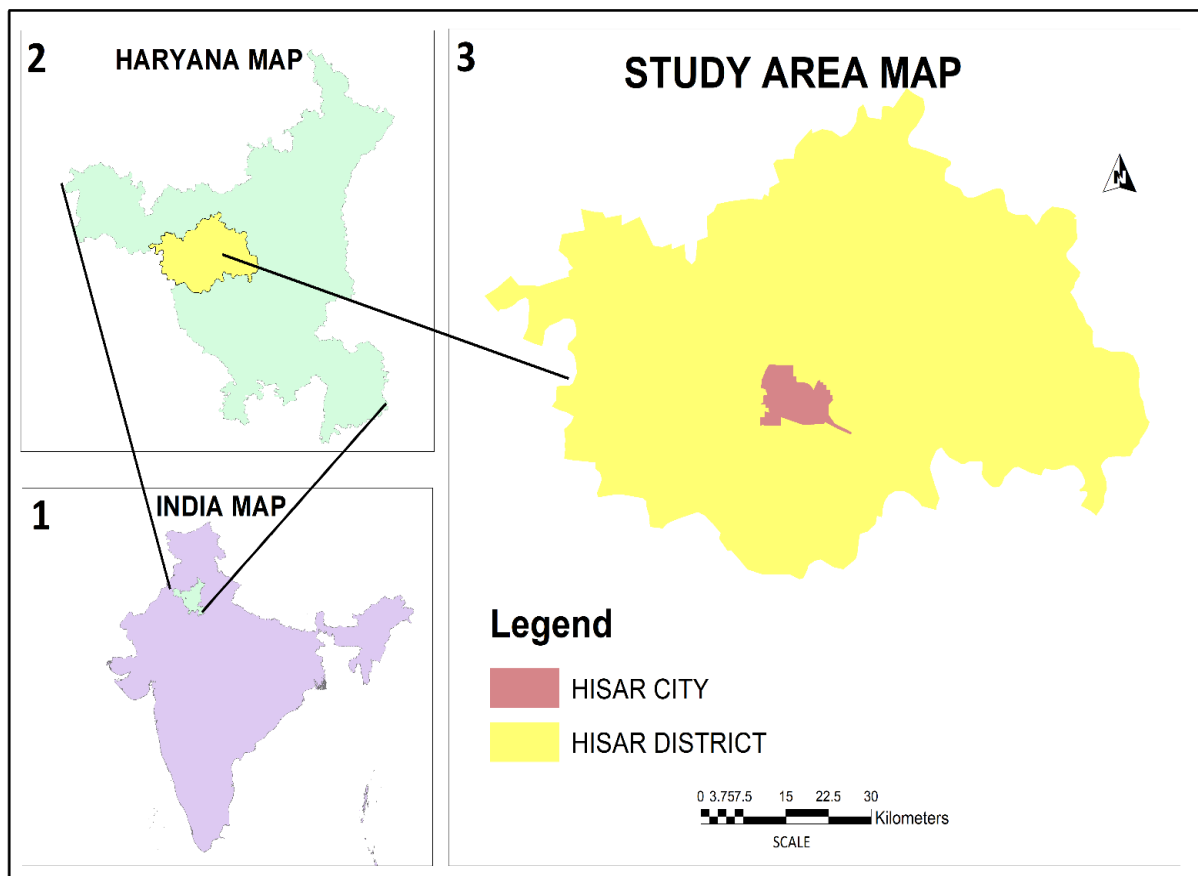 2
HARYANA MAP
3
STUDY AREA MAP
N
1
INDIA MAP
Legend
HISAR CITY
HISAR DISTRICT
0 3.757.5 15 22.5 30
Kilometers
SCALE